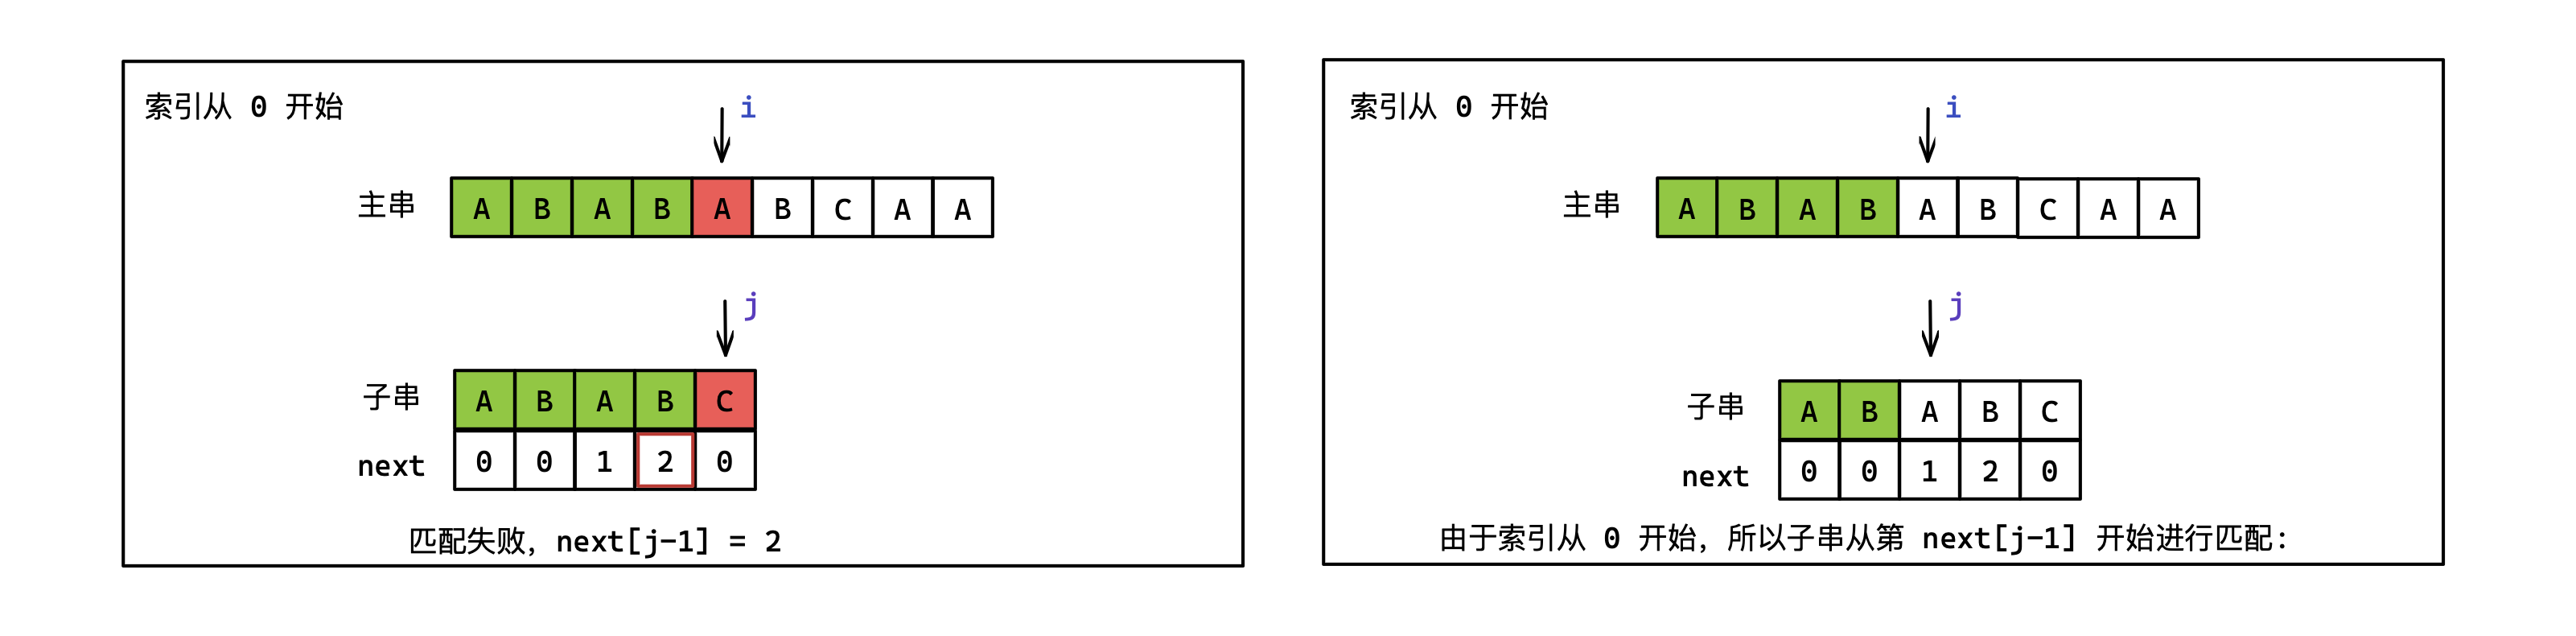 索引从 0 开始
i
主串 A B A B A B C A A
j
子串 A B A B C
next 0 0 1 2 0
匹配失败, next[j-1] = 2
索引从 0 开始
i
主串 A B A B A B C A A
j
子串 A B A B C
next 0 0 1 2 0
由于索引从 0 开始, 所以子串从第 next[j-1] 开始进行匹配: